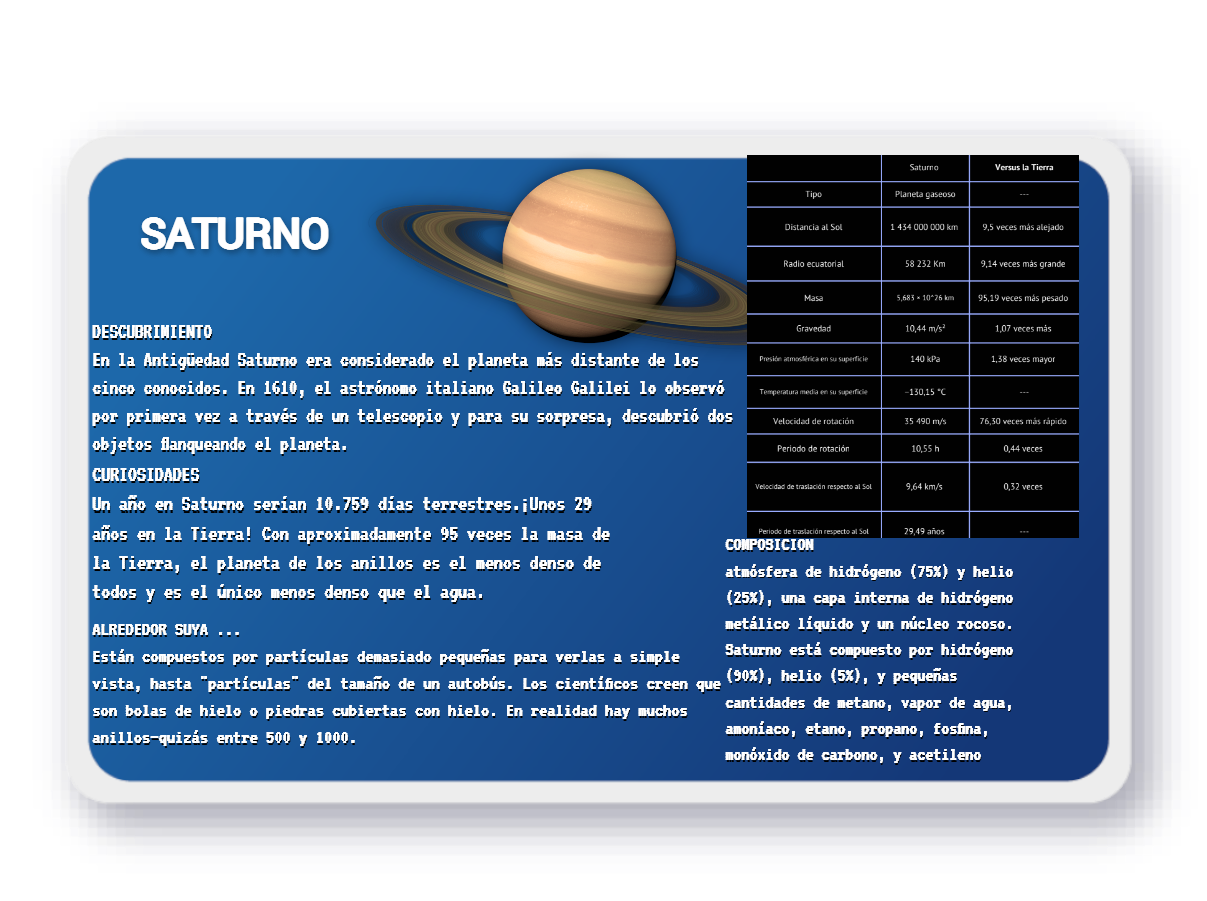 SATURNO
DESCUBRIMIENTO
En la Antigüedad Saturno era considerado el planeta más distante de los
cinco conocidos. En 1610, el astrónomo italiano Galileo Galilei lo observó
por primera vez a través de un telescopio y para su sorpresa, descubrió dos
objetos flanqueando el planeta.
CURIOSIDADES
Un año en Saturno serían 10.759 días terrestres.¡Unos 29
años en la Tierra! Con aproximadamente 95 veces la masa de
la Tierra, el planeta de los anillos es el menos denso de
todos y es el único menos denso que el agua.
ALREDEDOR SUYA ...
Están compuestos por partículas demasiado pequeñas para verlas a simple
vista, hasta "partículas" del tamaño de un autobús. Los científicos creen que
son bolas de hielo o piedras cubiertas con hielo. En realidad hay muchos
anillos-quizás entre 500 y 1000.
Saturno Versus la Tierra
Tipo Planeta gaseoso ---
Distancia al Sol 1 434 000 000 km 9,5 veces más alejado
Radio ecuatorial 58 232 Km 9,14 veces más grande
Masa 5,683 × 10^26 km 95,19 veces más pesado
Gravedad 10,44 m/s² 1,07 veces más
Presión atmosférica en su superficie 140 kPa 1,38 veces mayor
Temperatura media en su superficie −130,15 °C ---
Velocidad de rotación 35 490 m/s 76,30 veces más rápido
Periodo de rotación 10,55 h 0,44 veces
Velocidad de traslación respecto al Sol 9,64 km/s 0,32 veces
Periodo de traslación respecto al Sol 29,49 años ---
COMPOSICION
atmósfera de hidrógeno (75%) y helio
(25%), una capa interna de hidrógeno
metálico líquido y un núcleo rocoso.
Saturno está compuesto por hidrógeno
(90%), helio (5%), y pequeñas
cantidades de metano, vapor de agua,
amoníaco, etano, propano, fosfina,
monóxido de carbono, y acetileno